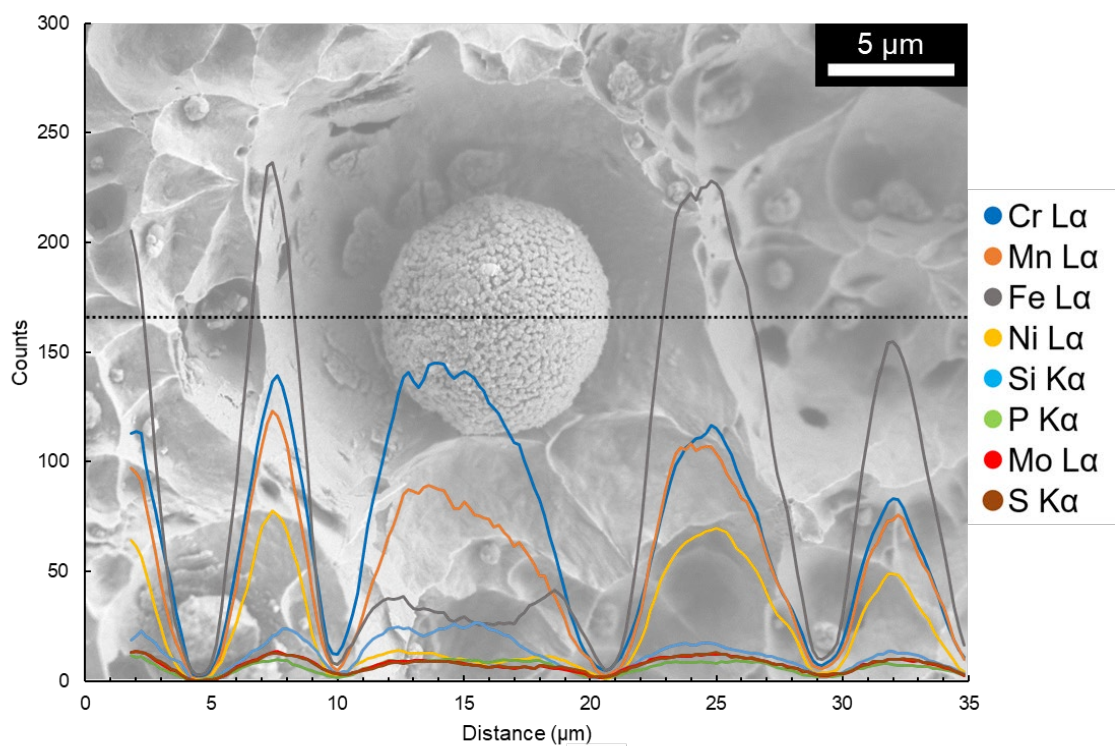 300
250
200
150
100
50
0
Counts
0 5 10 15 20 25 30 35
Distance (µm)
5 µm
Cr Lα
Mn Lα
Fe Lα
Ni Lα
Si Kα
P Kα
Mo Lα
S Kα